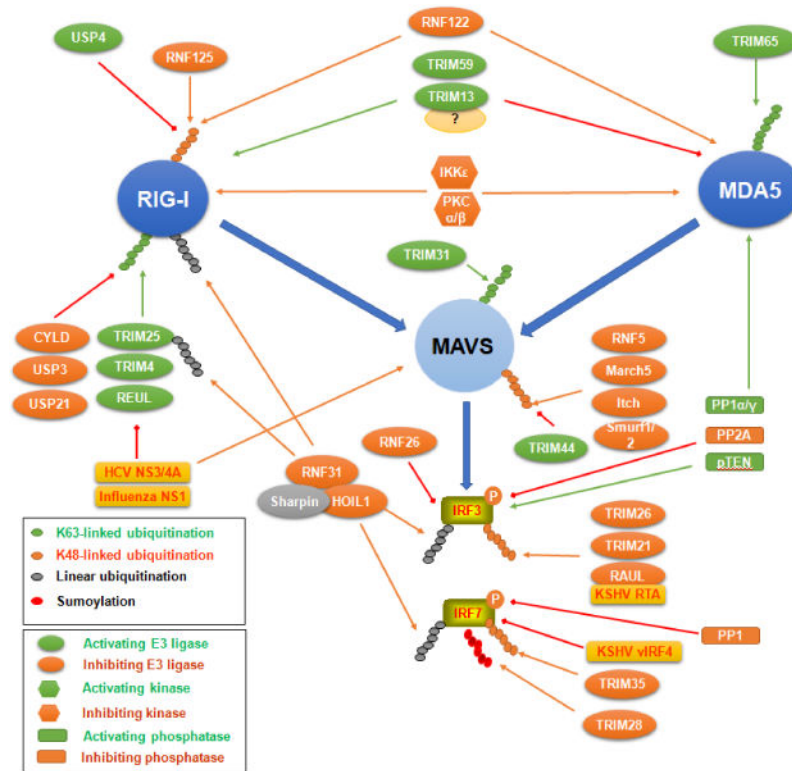 USP4
RNF125
RNF122
TRIM59
TRIM13
?
TRIM65
RIG-I
IKKε
PKC
α/β
MDA5
TRIM31
MAVS
CYLD
USP3
USP21
TRIM25
TRIM4
REUL
RNF5
March5
Itch
Smurf1/
2
TRIM44
PP1α/γ
PP2A
pTEN
HCV NS3/4A
Influenza NS1
RNF26
RNF31
Sharpin
HOIL1
P
IRF3
TRIM26
TRIM21
RAUL
KSHV RTA
P
IRF7
PP1
KSHV vIRF4
TRIM35
TRIM28
K63-linked ubiquitination
K48-linked ubiquitination
Linear ubiquitination
Sumoylation
Activating E3 ligase
Inhibiting E3 ligase
Activating kinase
Inhibiting kinase
Activating phosphatase
Inhibiting phosphatase